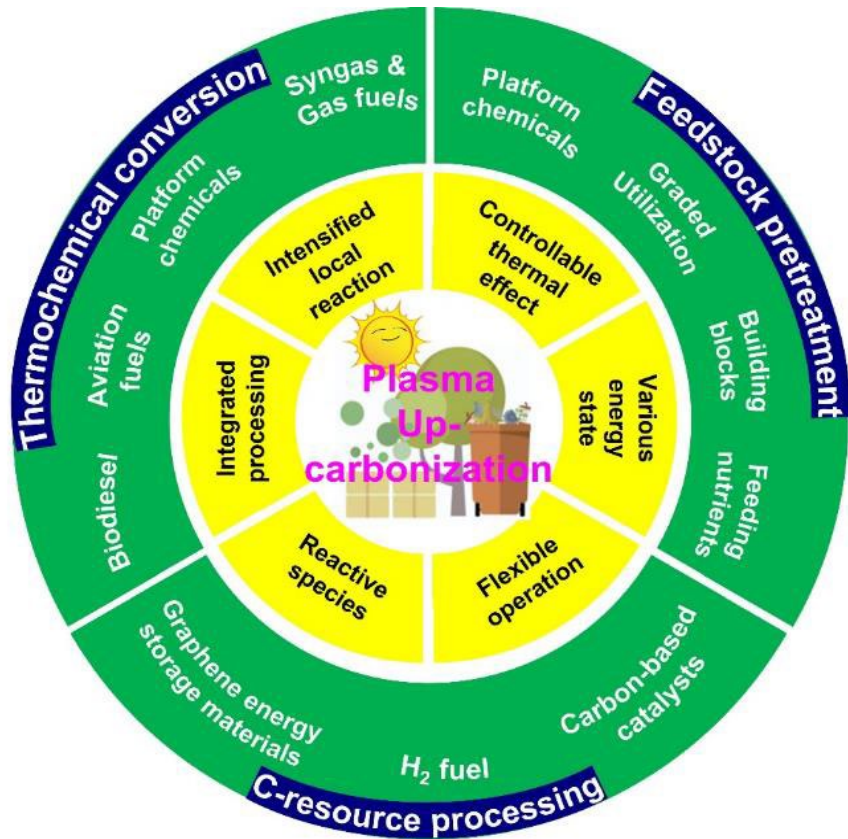 Thermochemical conversion
Syngas &
Gas fuels
Platform
chemicals
Aviation
fuels
Biodiesel
Feedstock pretreatment
Platform
chemicals
Graded
Utilization
Building
blocks
Feeding
nutrients
C-resource processing
Graphene energy
storage materials
H₂ fuel
Carbon-based
catalysts
Intensified
local
reaction
Controllable
thermal
effect
Various
energy
state
Flexible
operation
Reactive
species
Integrated
processing
Plasma
Up-
carbonization